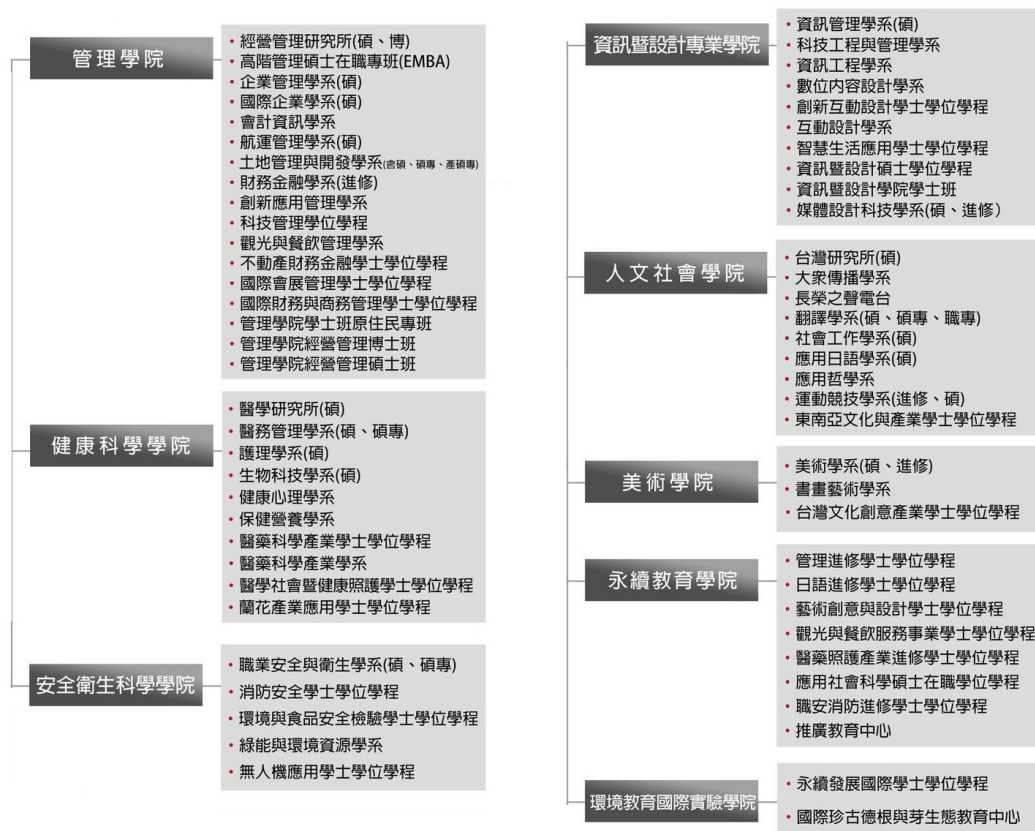 管理學院
• 經營管理研究所(碩、博)
• 高階管理碩士在職專班(EMBA)
• 企業管理學系(碩)
• 國際企業學系(碩)
• 會計資訊學系
• 航運管理學系(碩)
• 土地管理與開發學系(含碩、碩專、產碩專)
• 財務金融學系(進修)
• 創新應用管理學系
• 科技管理學位學程
• 觀光與餐飲管理學系
• 不動產財務金融學士學位學程
• 國際會展管理學士學位學程
• 國際財務與商務管理學士學位學程
• 管理學院學士班原住民專班
• 管理學院經營管理博士班
• 管理學院經營管理碩士班
健康科學學院
• 醫學研究所(碩)
• 醫務管理學系(碩、碩專)
• 護理學系(碩)
• 生物科技學系(碩)
• 健康心理學系
• 保健營養學系
• 醫藥科學產業學士學位學程
• 醫藥科學產業學系
• 醫學社會暨健康照護學士學位學程
• 蘭花產業應用學士學位學程
安全衛生科學學院
• 職業安全與衛生學系(碩、碩專)
• 消防安全學士學位學程
• 環境與食品安全檢驗學士學位學程
• 綠能與環境資源學系
• 無人機應用學士學位學程
資訊暨設計專業學院
• 資訊管理學系(碩)
• 科技工程與管理學系
• 資訊工程學系
• 數位內容設計學系
• 創新互動設計學士學位學程
• 互動設計學系
• 智慧生活應用學士學位學程
• 資訊暨設計碩士學位學程
• 資訊暨設計學院學士班
• 媒體設計科技學系(碩、進修)
人文社會學院
• 台灣研究所(碩)
• 大眾傳播學系
• 長榮之聲電台
• 翻譯學系(碩、碩專、職專)
• 社會工作學系(碩)
• 應用日語學系(碩)
• 應用哲學系
• 運動競技學系(進修、碩)
• 東南亞文化與產業學士學位學程
美術學院
• 美術學系(碩、進修)
• 書畫藝術學系
• 台灣文化創意產業學士學位學程
永續教育學院
• 管理進修學士學位學程
• 日語進修學士學位學程
• 藝術創意與設計學士學位學程
• 觀光與餐飲服務事業學士學位學程
• 醫藥照護產業進修學士學位學程
• 應用社會科學碩士在職學位學程
• 職安消防進修學士學位學程
• 推廣教育中心
環境教育國際實驗學院
• 永續發展國際學士學位學程
• 國際珍古德根與芽生態教育中心